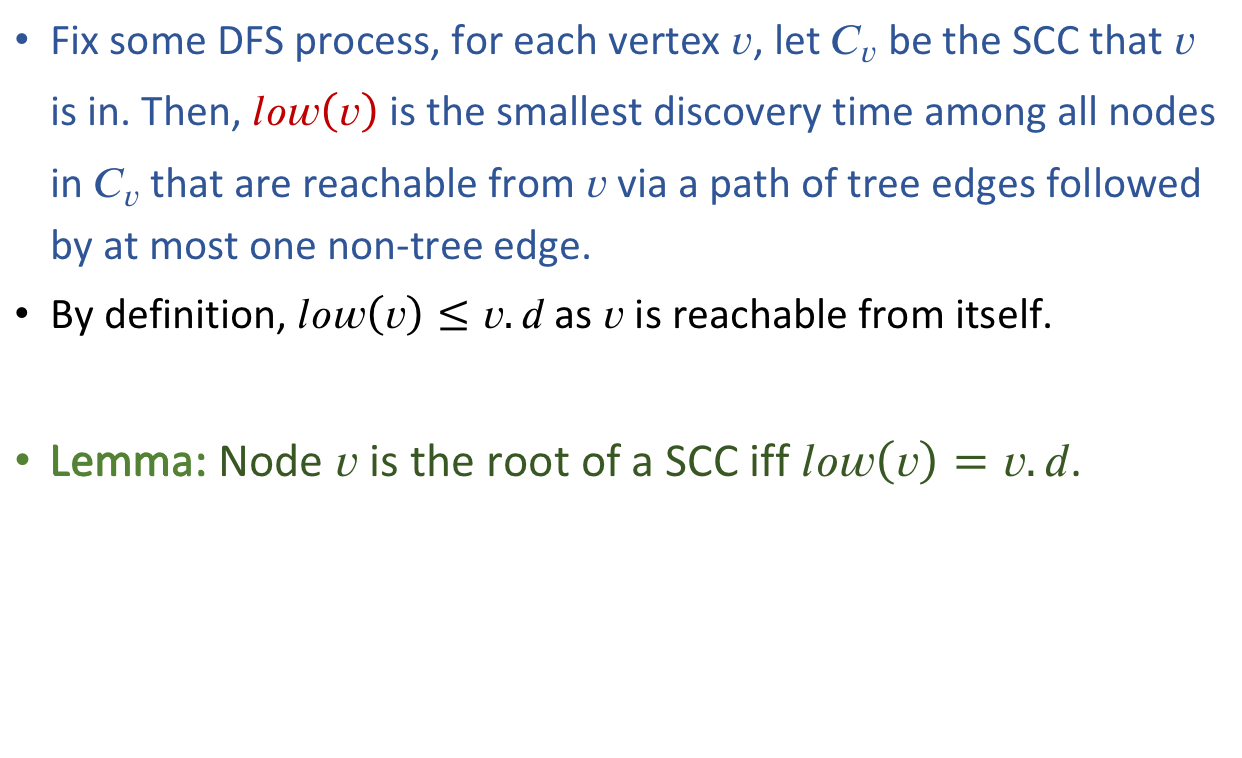 • Fix some DFS process, for each vertex 𝑣, let 𝐶ᵥ be the SCC that 𝑣
is in. Then, 𝑙𝑜𝑤(𝑣) is the smallest discovery time among all nodes
in 𝐶ᵥ that are reachable from 𝑣 via a path of tree edges followed
by at most one non-tree edge.
• By definition, 𝑙𝑜𝑤(𝑣) ≤ 𝑣. 𝑑 as 𝑣 is reachable from itself.
• Lemma: Node 𝑣 is the root of a SCC iff 𝑙𝑜𝑤(𝑣) = 𝑣. 𝑑.